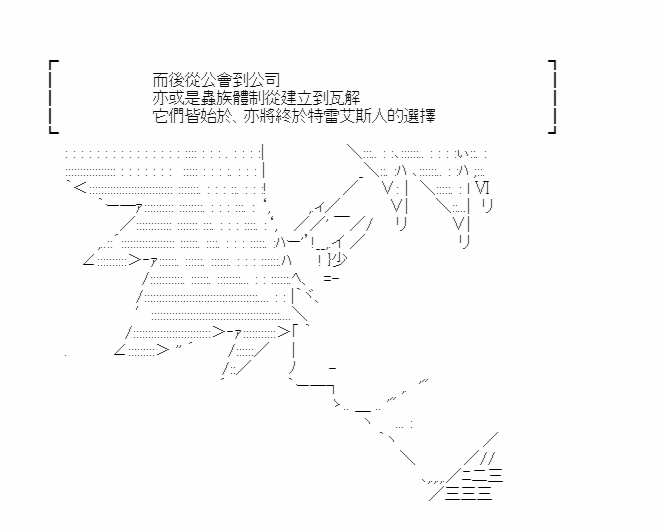 而後從公會到公司
亦或是蟲族體制從建立到瓦解
它們皆始於、亦將終於特雷艾斯人的選擇